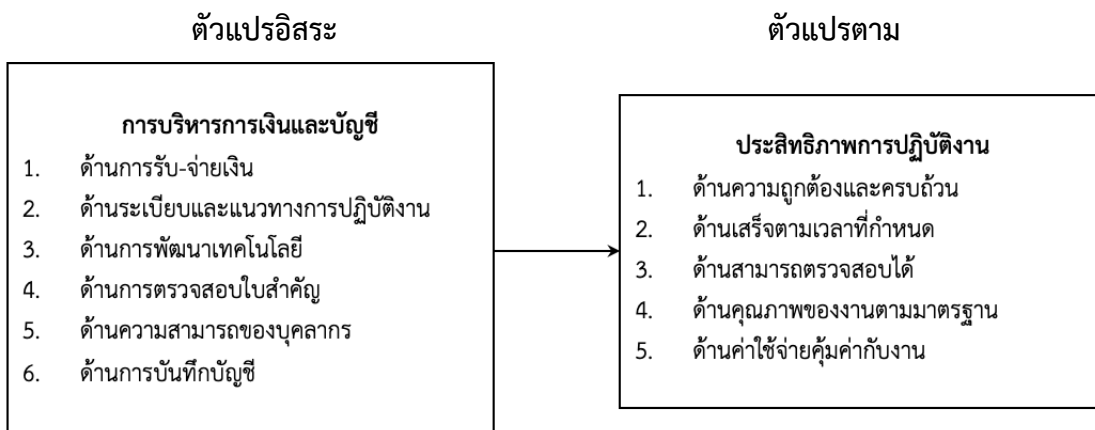 ตัวแปรอิสระ
ตัวแปรตาม
การบริหารการเงินและบัญชี
1. ด้านการรับ-จ่ายเงิน
2. ด้านระเบียบและแนวทางการปฏิบัติงาน
3. ด้านการพัฒนาเทคโนโลยี
4. ด้านการตรวจสอบใบสำคัญ
5. ด้านความสามารถของบุคลากร
6. ด้านการบันทึกบัญชี
ประสิทธิภาพการปฏิบัติงาน
1. ด้านความถูกต้องและครบถ้วน
2. ด้านเสร็จตามเวลาที่กำหนด
3. ด้านสามารถตรวจสอบได้
4. ด้านคุณภาพของงานตามมาตรฐาน
5. ด้านค่าใช้จ่ายคุ้มค่ากับงาน